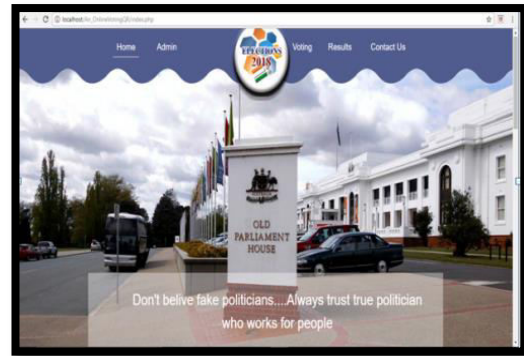 localhost/An_OnlineVotingQR/index.php
Home
Admin
ELECTIONS
2018
Voting
Results
Contact Us
OLD
PARLIAMENT
HOUSE
Don't belive fake politicians....Always trust true politician
who works for people